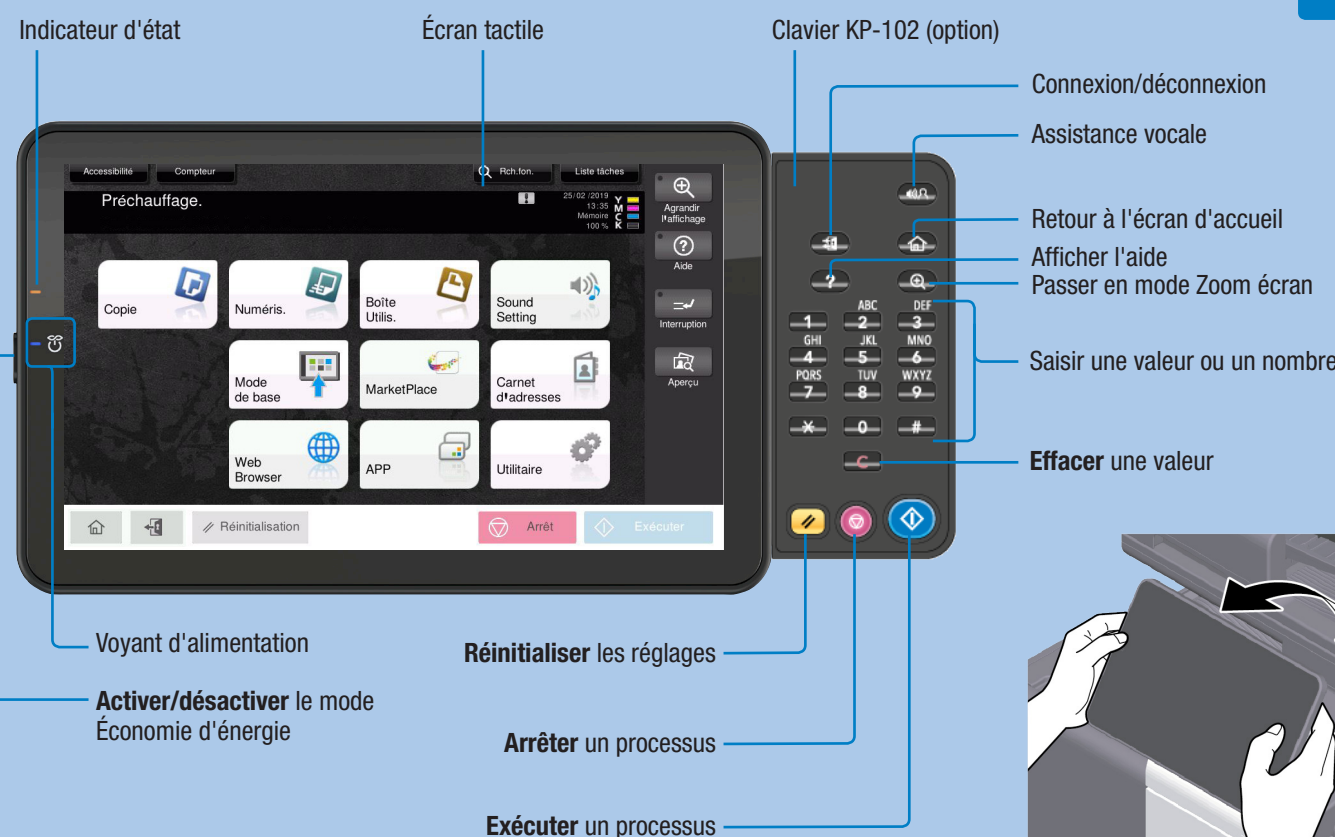 Indicateur d'état
Écran tactile
Clavier KP-102 (option)
Connexion/déconnexion
Assistance vocale
Retour à l'écran d'accueil
Afficher l'aide
Passer en mode Zoom écran
Saisir une valeur ou un nombre
Effacer une valeur
Accessibilité
Compteur
Rch.fon.
Liste tâches
Préchauffage.
25/02 /2019
13:35
Mémoire
100 %
Y
M
C
K
Agrandir
l'affichage
Aide
Interruption
Aperçu
Copie
Numéris.
Boîte
Utilis.
Sound
Setting
Mode
de base
MarketPlace
Carnet
d'adresses
Web
Browser
APP
Utilitaire
Réinitialisation
Arrêt
Exécuter
?
ABC DEF
1 2 3
GHI JKL MNO
4 5 6
PQRS TUV WXYZ
7 8 9
* 0 #
C
Voyant d'alimentation
Activer/désactiver le mode
Économie d'énergie
Réinitialiser les réglages
Arrêter un processus
Exécuter un processus